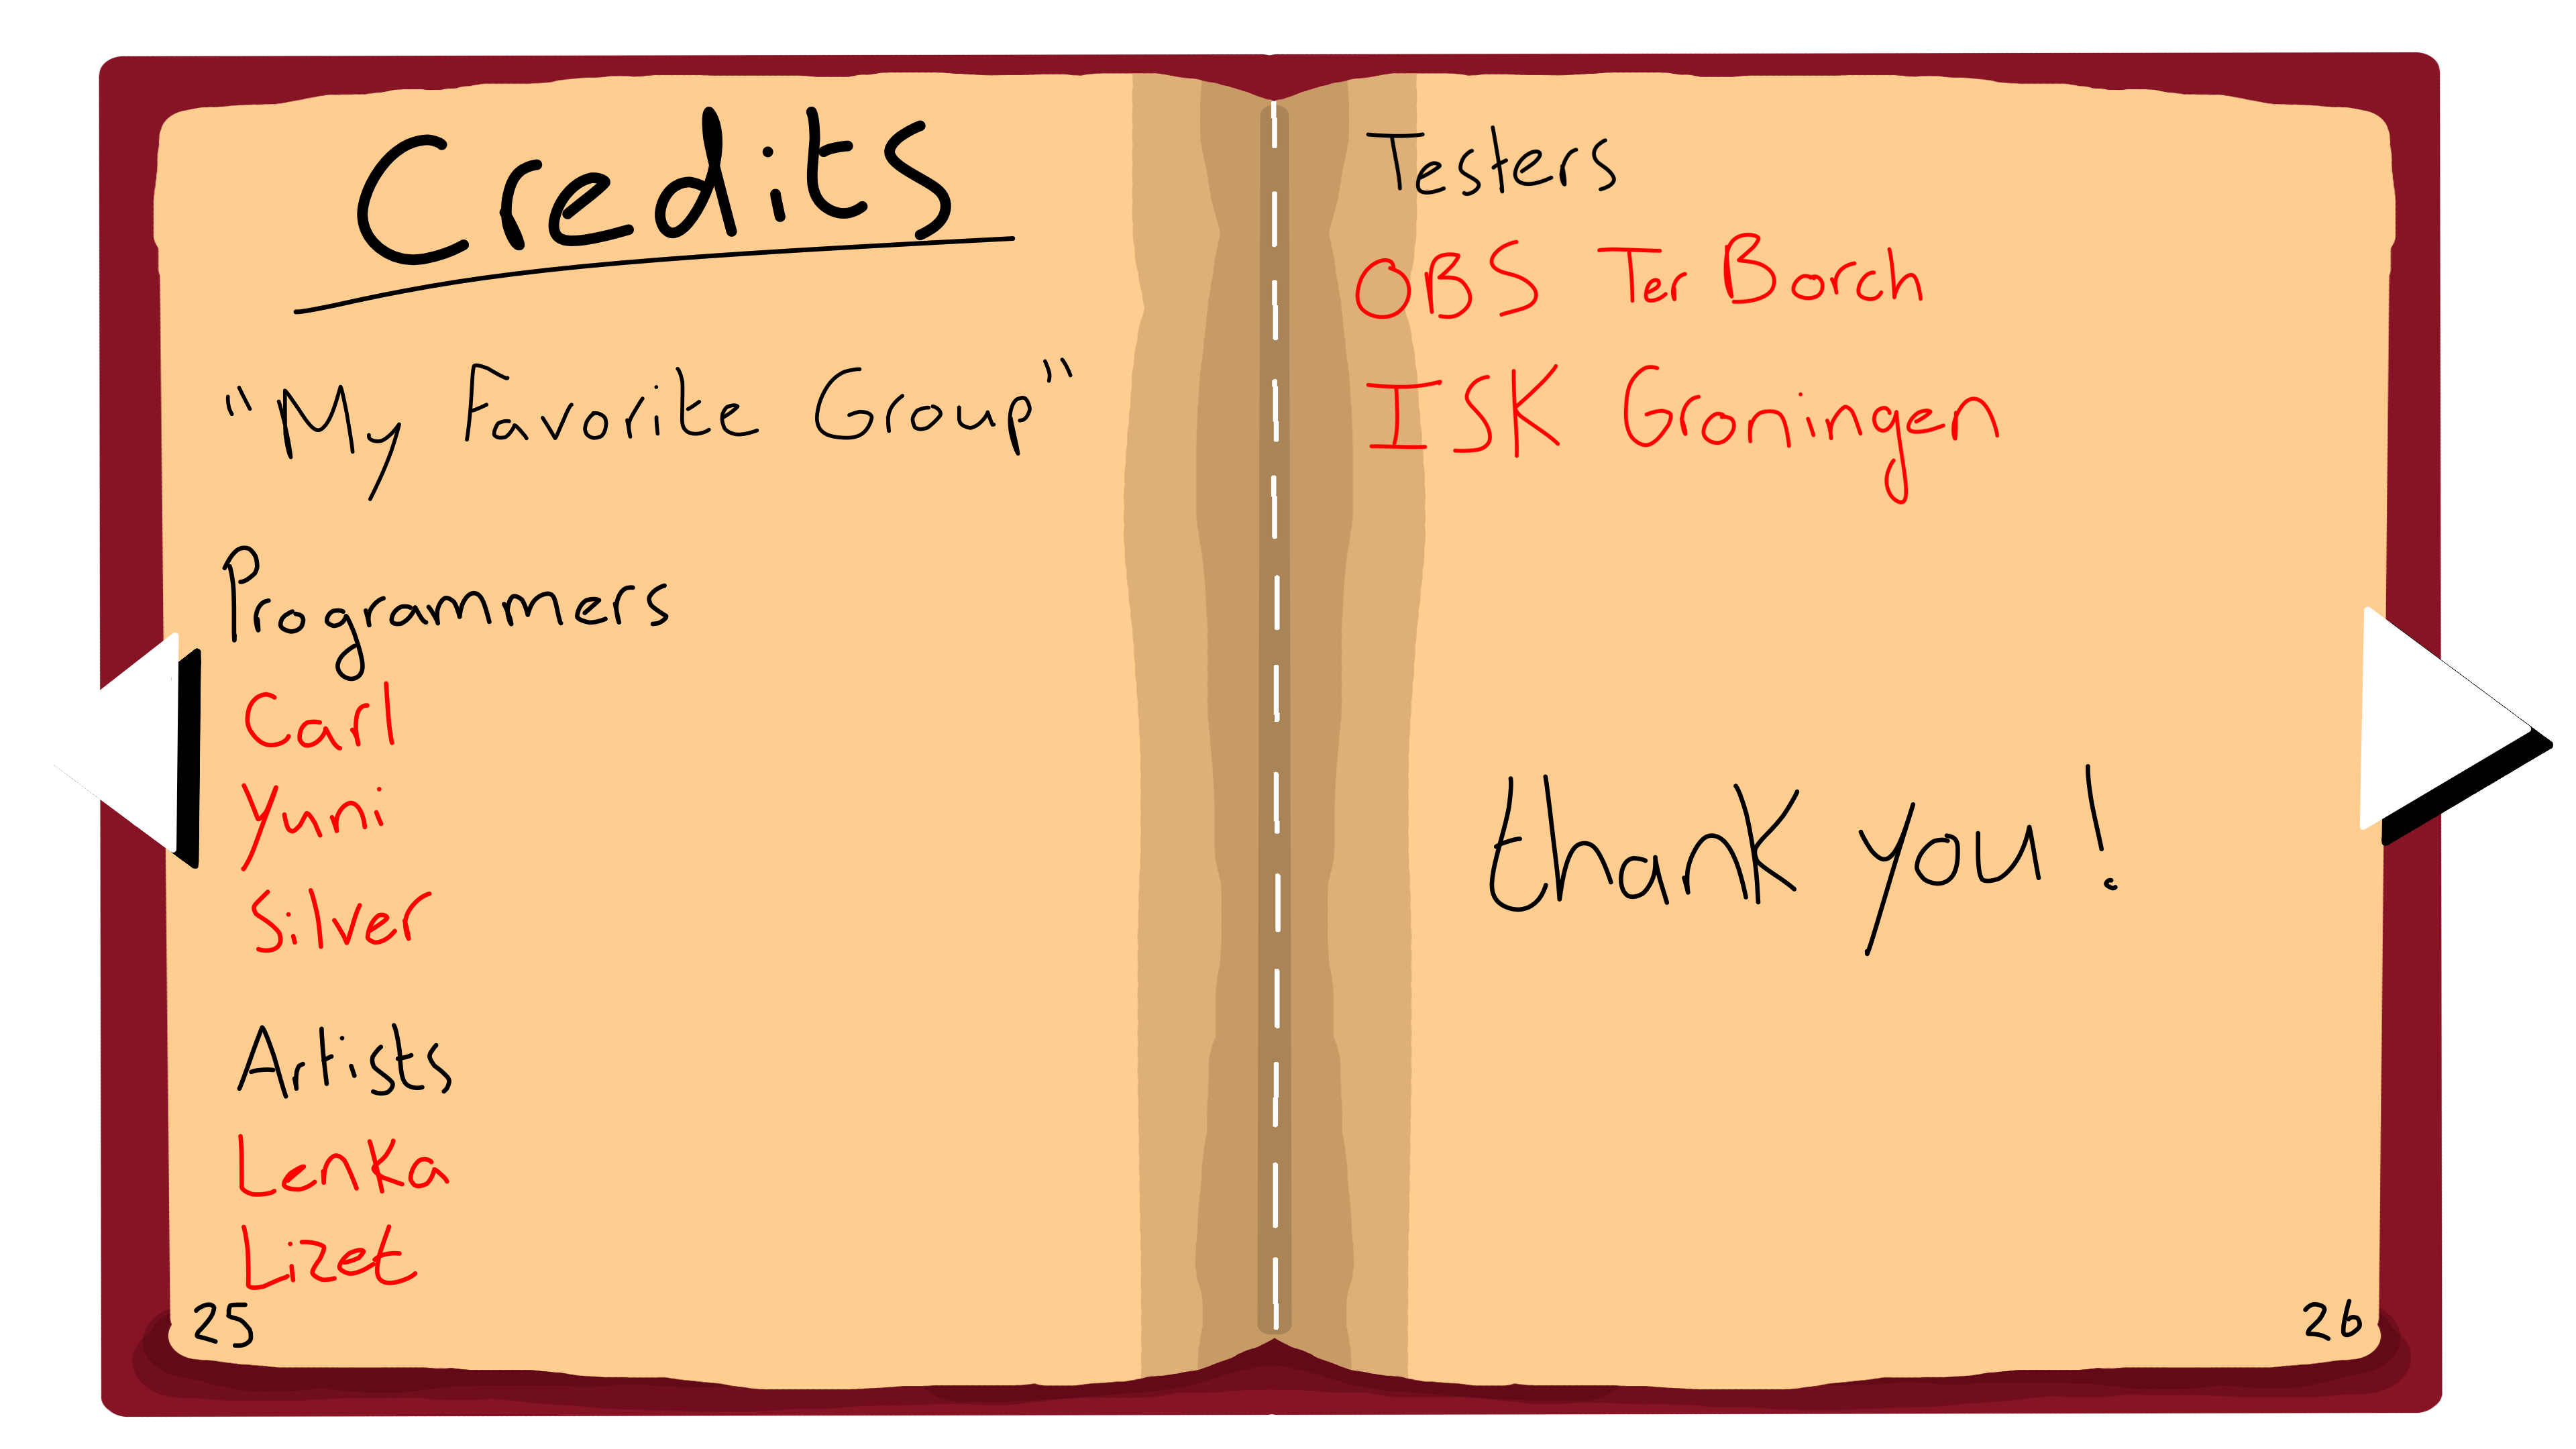 Credits
"My Favorite Group"
Programmers
Carl
Yuni
Silver
Artists
Lenka
Lizet
25
Testers
OBS Ter Borch
ISK Groningen
thank you!
26